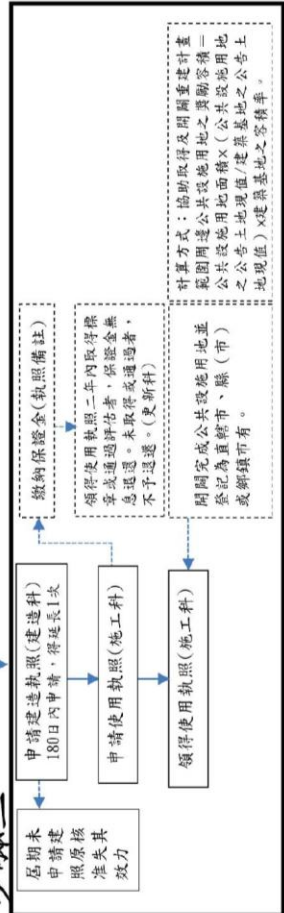 申請建造執照(建造科)
180日內申請，得延長1次
屆期未
申請建
照原核
准失其
效力
繳納保證金(執照備註)
申請使用執照(施工科)
領得使用執照二年內取得標
章或通過評估者，保證金無
息退還。未取得或通過者，
不予退還。(更新科)
領得使用執照(施工科)
開闢完成公共設施用地並
登記為直轄市、縣（市）
或鄉鎮市有。
計算方式：協助取得及開闢重建計畫
範圍周邊公共設施用地之獎勵容積＝
公共設施用地面積×（公共設施用地
之公告土地現值/建築基地之公告土
地現值）×建築基地之容積率。